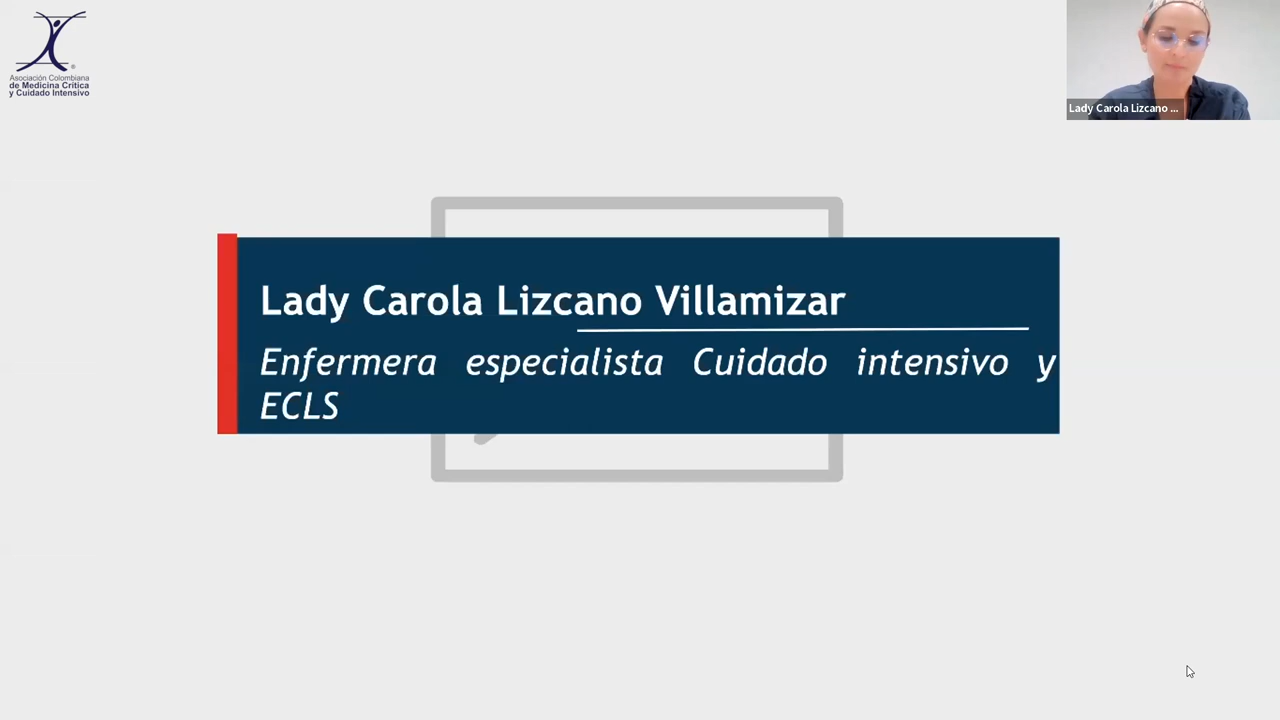 Asociación Colombiana
de Medicina Crítica
y Cuidado Intensivo
Lady Carola Lizcano ...
Lady Carola Lizcano Villamizar
Enfermera especialista Cuidado intensivo y
ECLS